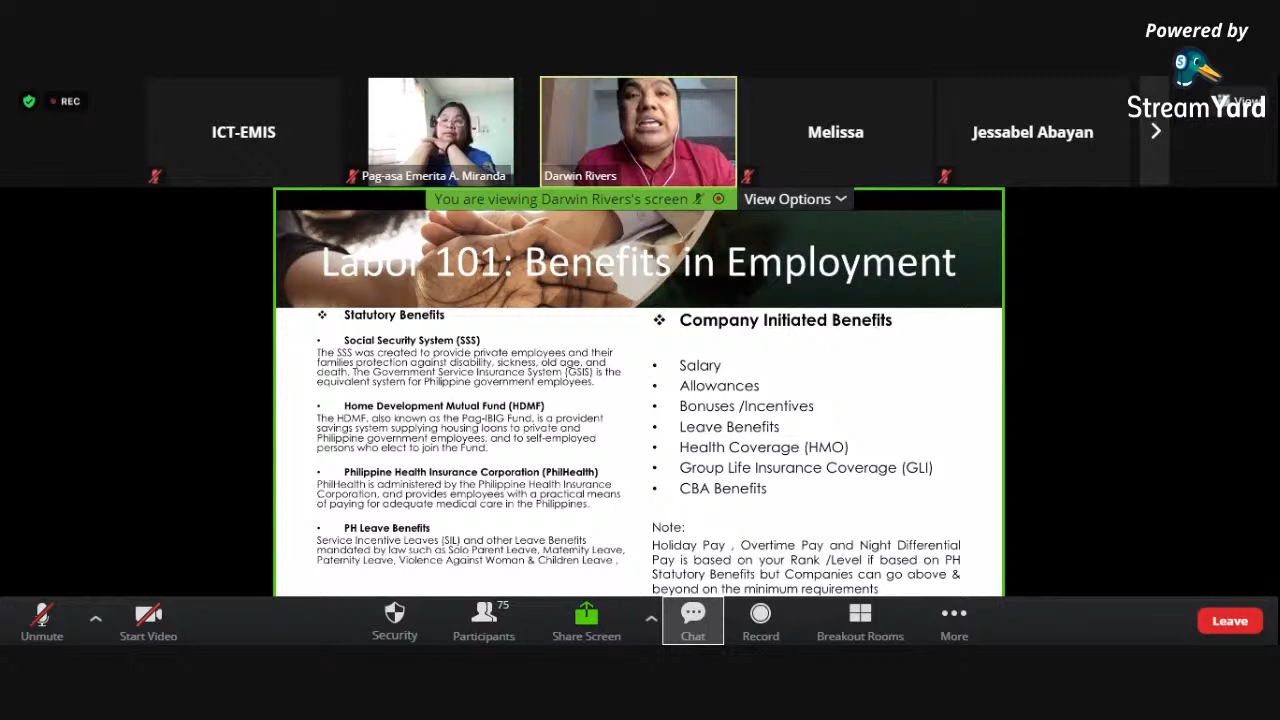 Powered by
StreamYard
REC
View
ICT-EMIS
Pag-asa Emerita A. Miranda
Darwin Rivers
Melissa
Jessabel Abayan
You are viewing Darwin Rivers's screen
View Options
Labor 101: Benefits in Employment
Statutory Benefits
Social Security System (SSS)
The SSS was created to provide private employees and their
families protection against disability, sickness, old age, and
death. The Government Service Insurance System (GSIS) is the
equivalent system for Philippine government employees.
Home Development Mutual Fund (HDMF)
The HDMF, also known as the Pag-IBIG Fund, is a provident
savings system supplying housing loans to private and
Philippine government employees, and to self-employed
persons who elect to join the Fund.
Philippine Health Insurance Corporation (PhilHealth)
PhilHealth is administered by the Philippine Health Insurance
Corporation, and provides employees with a practical means
of paying for adequate medical care in the Philippines.
PH Leave Benefits
Service Incentive Leaves (SIL) and other Leave Benefits
mandated by law such as Solo Parent Leave, Maternity Leave,
Paternity Leave, Violence Against Woman & Children Leave ,
Company Initiated Benefits
Salary
Allowances
Bonuses /Incentives
Leave Benefits
Health Coverage (HMO)
Group Life Insurance Coverage (GLI)
CBA Benefits
Note:
Holiday Pay , Overtime Pay and Night Differential
Pay is based on your Rank /Level if based on PH
Statutory Benefits but Companies can go above &
beyond on the minimum requirements
Unmute
Start Video
Security
75
Participants
Share Screen
Chat
Record
Breakout Rooms
More
Leave